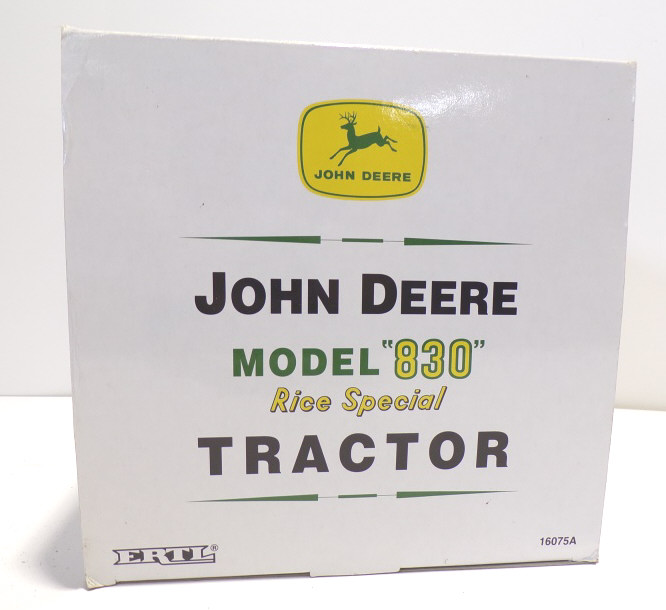 JOHN DEERE
JOHN DEERE
MODEL "830"
Rice Special
TRACTOR
ERTL®
16075A